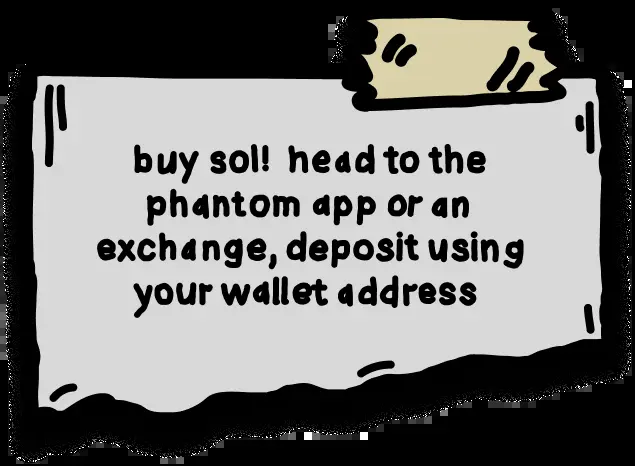 buy sol! head to the
phantom app or an
exchange, deposit using
your wallet address